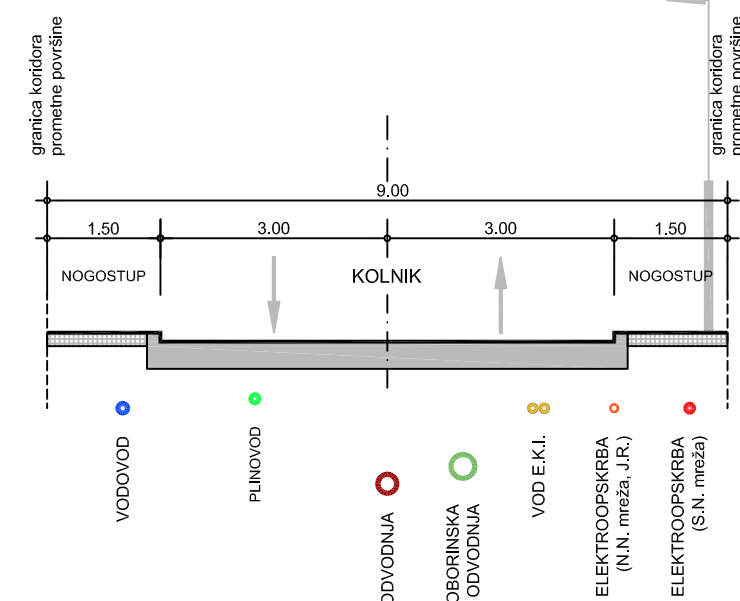 granica koridora
prometne površine
granica koridora
prometne površine
9.00
1.50
3.00
3.00
1.50
NOGOSTUP
KOLNIK
NOGOSTUP
VODOVOD
PLINOVOD
ODVODNJA
OBORINSKA
ODVODNJA
VOD E.K.I.
ELEKTROOPSKRBA
(N.N. mreža, J.R.)
ELEKTROOPSKRBA
(S.N. mreža)